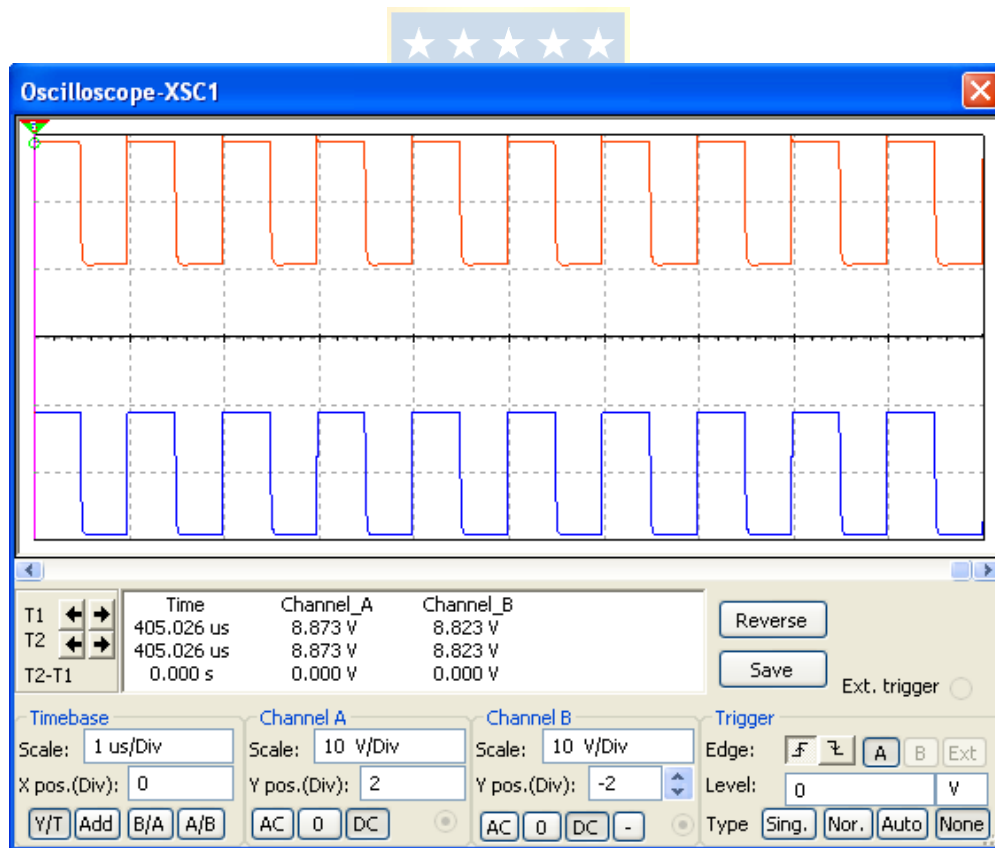 Oscilloscope-XSC1
T1
T2
T2-T1
Time Channel_A Channel_B
405.026 us 8.873 V 8.823 V
405.026 us 8.873 V 8.823 V
0.000 s 0.000 V 0.000 V
Reverse
Save
Ext. trigger
Timebase
Scale: 1 us/Div
X pos.(Div): 0
Y/T Add B/A A/B
Channel A
Scale: 10 V/Div
Y pos.(Div): 2
AC 0 DC
Channel B
Scale: 10 V/Div
Y pos.(Div): -2
AC 0 DC -
Trigger
Edge: A B Ext
Level: 0 V
Type Sing. Nor. Auto None